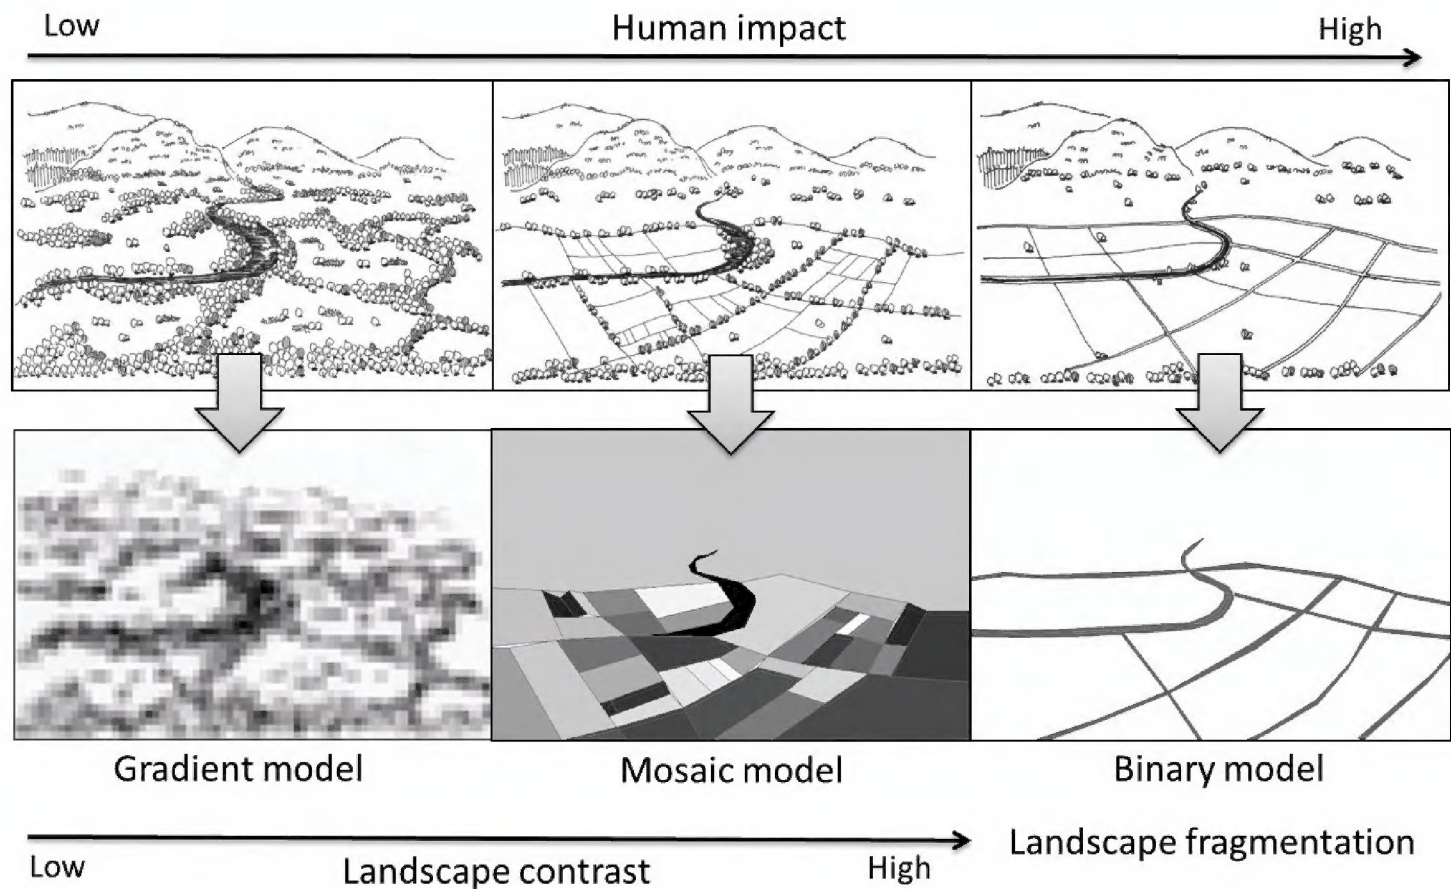 Low Human impact High
Gradient model Mosaic model Binary model
Low Landscape contrast High Landscape fragmentation